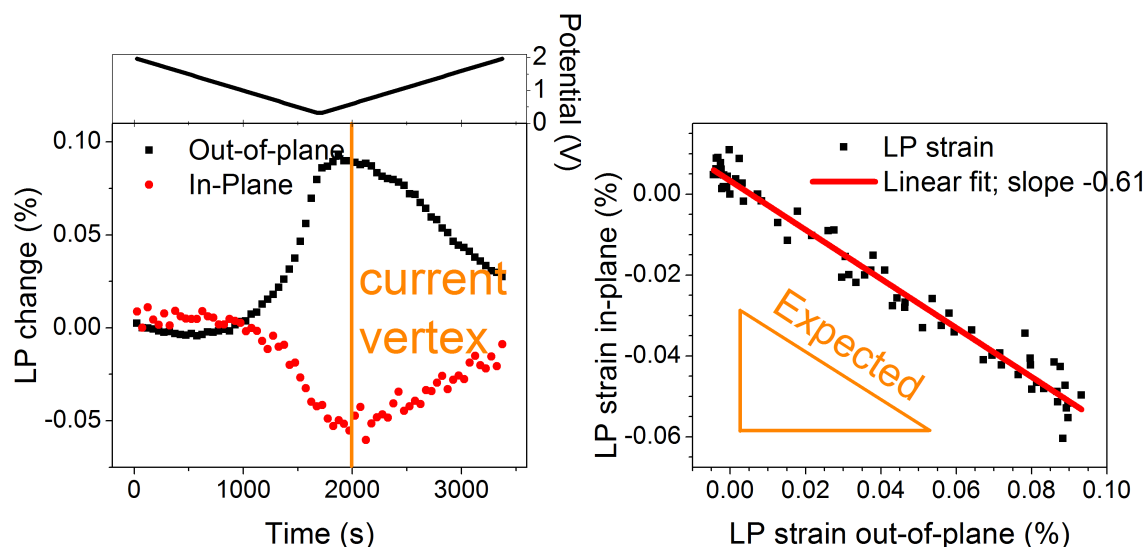 2
1
0
Potential (V)
0.10
0.05
0.00
-0.05
LP change (%)
Out-of-plane
In-Plane
current
vertex
0
1000
2000
3000
Time (s)
0.00
-0.02
-0.04
-0.06
LP strain in-plane (%)
LP strain
Linear fit; slope -0.61
Expected
0.00
0.02
0.04
0.06
0.08
0.10
LP strain out-of-plane (%)